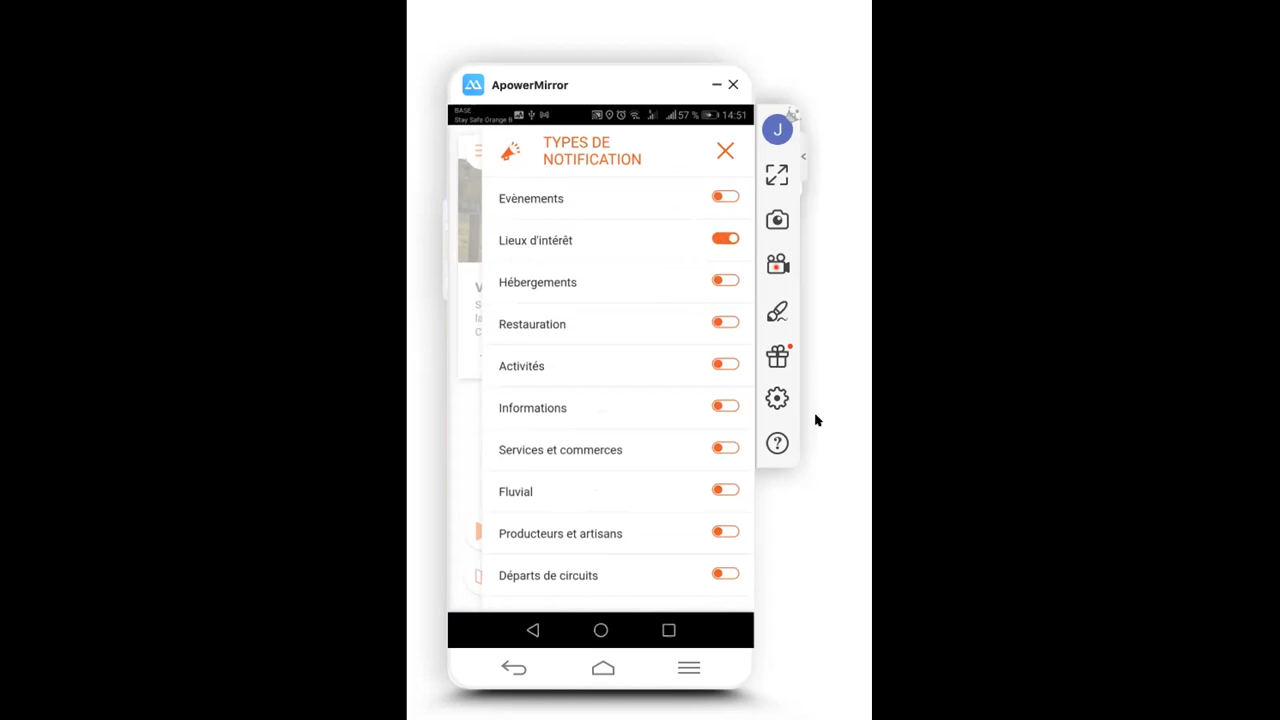 ApowerMirror
BASE
Stay Safe Orange B
57 % 14:51
J
TYPES DE
NOTIFICATION
Evènements
Lieux d'intérêt
Hébergements
Restauration
Activités
Informations
Services et commerces
Fluvial
Producteurs et artisans
Départs de circuits